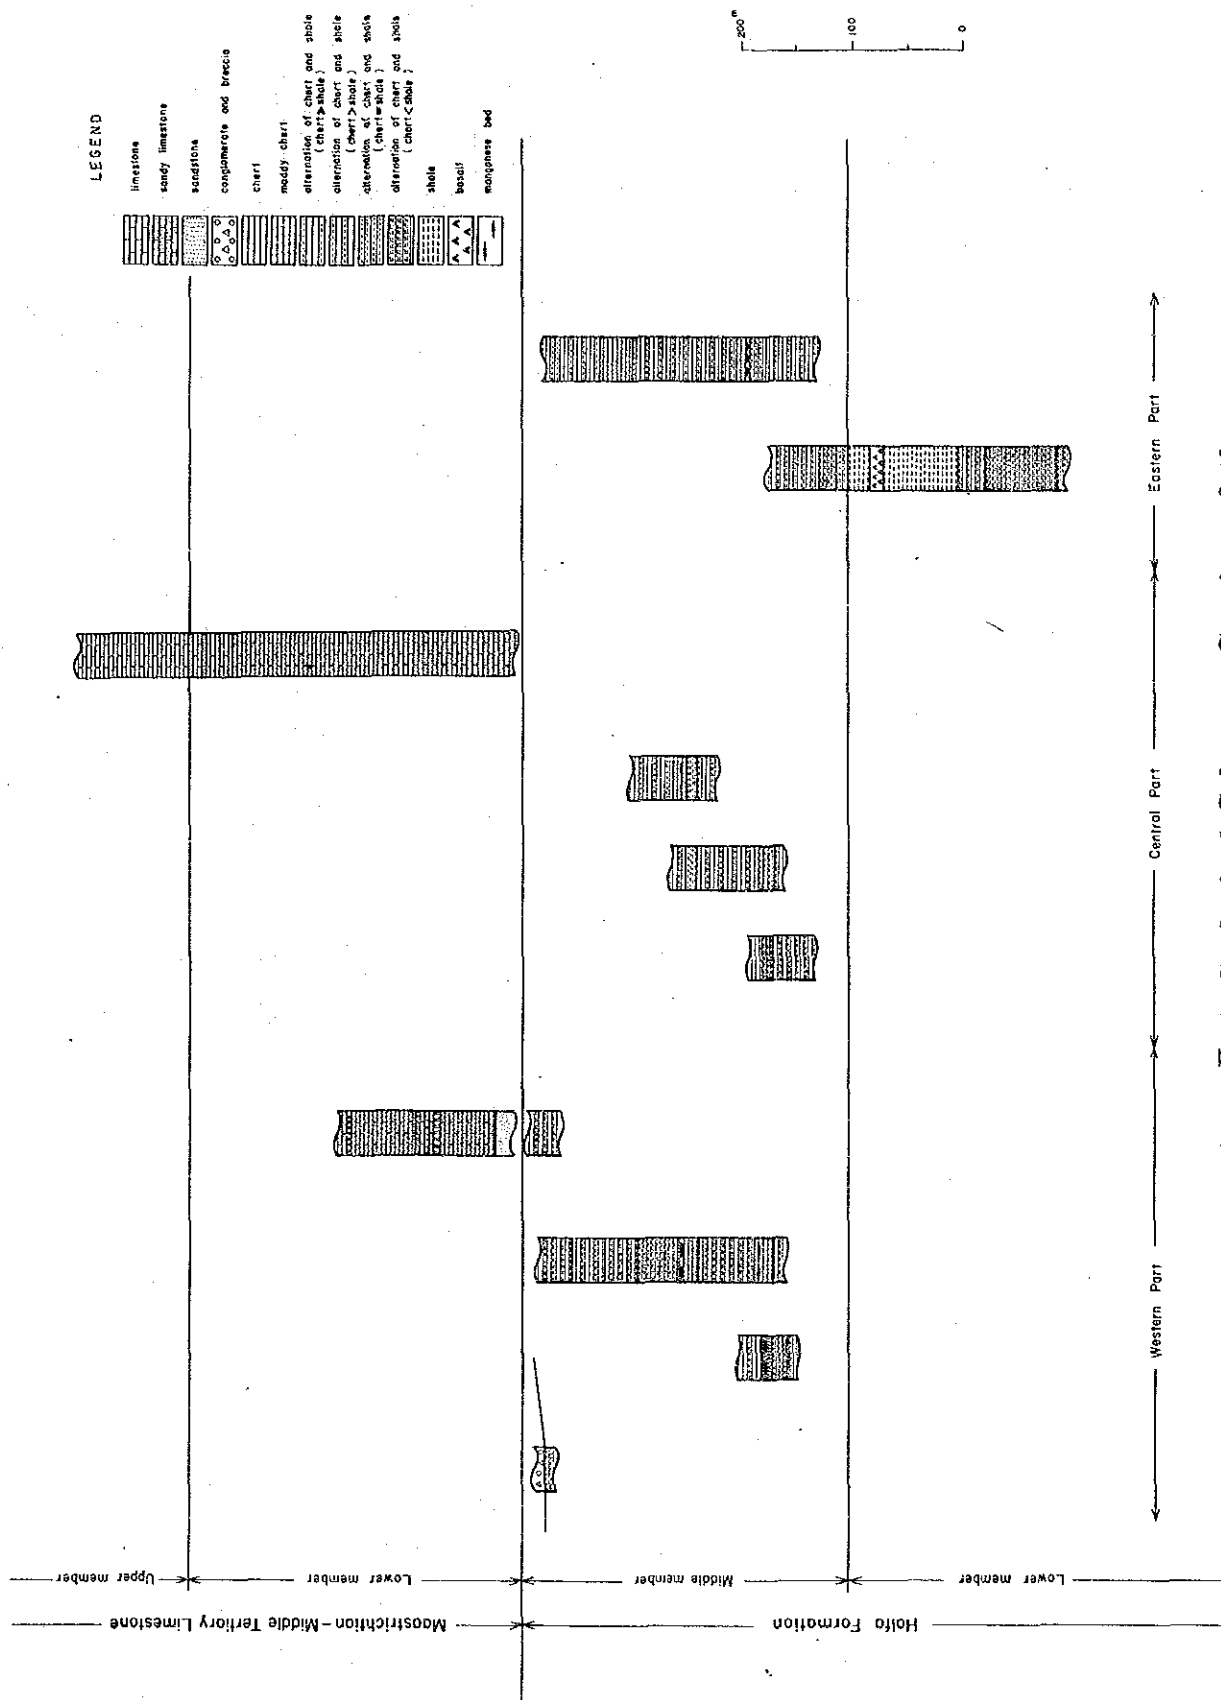 LEGEND
limestone
sandy limestone
sandstone
conglomerate and breccia
chert
muddy chert
alternation of chert and shale
(chert≫shale)
alternation of chert and shale
(chert>shale)
alternation of chert and shale
(chert=shale)
alternation of chert and shale
(chert<shale)
shale
basalt
manganese bed
200m
100
0
Upper member
Lower member
Middle member
Lower member
Maastrichtian-Middle Tertiary Limestone
Halfa Formation
Western Part
Central Part
Eastern Part